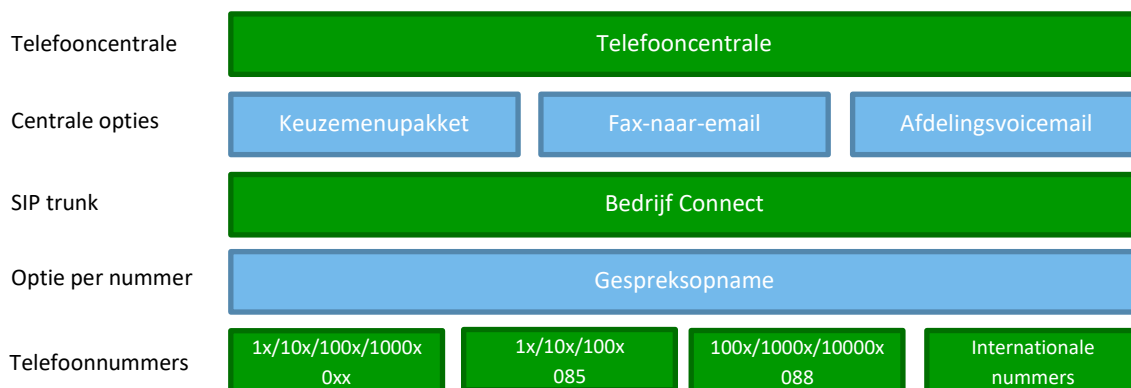 Telefooncentrale
Telefooncentrale
Centrale opties
Keuzemenupakket
Fax-naar-email
Afdelingsvoicemail
SIP trunk
Bedrijf Connect
Optie per nummer
Gespreksopname
Telefoonnummers
1x/10x/100x/1000x
0xx
1x/10x/100x
085
100x/1000x/10000x
088
Internationale
nummers